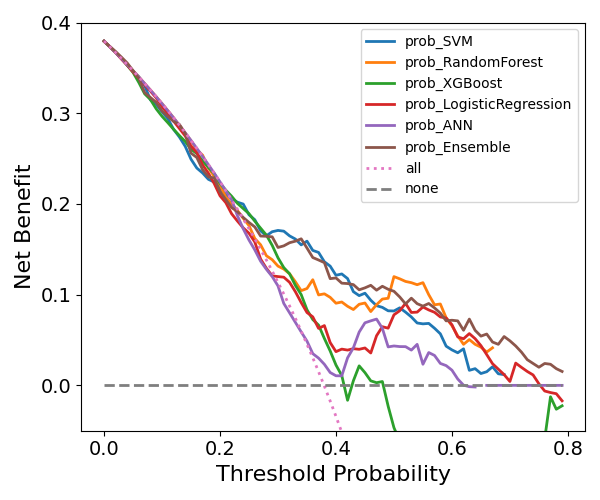 0.4
0.3
0.2
0.1
0.0
Net Benefit
prob_SVM
prob_RandomForest
prob_XGBoost
prob_LogisticRegression
prob_ANN
prob_Ensemble
all
none
0.0 0.2 0.4 0.6 0.8
Threshold Probability